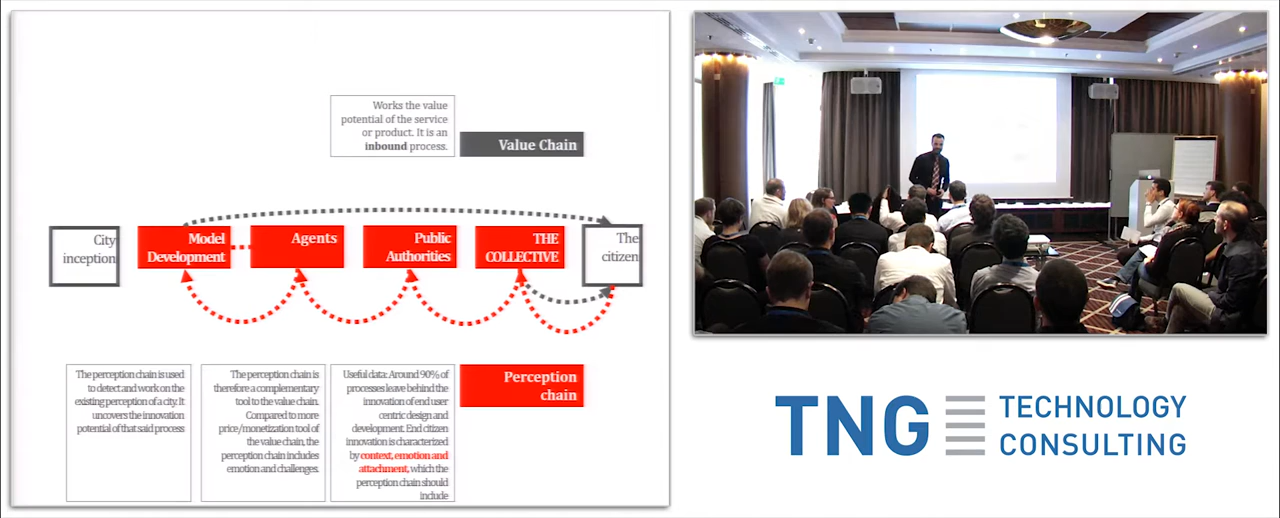 Works the value
potential of the service
or product. It is an
inbound process.
Value Chain
City
inception
Model
Development
Agents
Public
Authorities
THE
COLLECTIVE
The
citizen
The perception chain is used
to detect and work on the
existing perception of a city. It
uncovers the innovation
potential of that said process
The perception chain is
therefore a complementary
tool to the value chain.
Compared to more
price/monetization tool of
the value chain, the
perception chain includes
emotion and challenges.
Useful data: Around 90% of
processes leave behind the
innovation of end user
centric design and
development. End citizen
innovation is characterized
by context, emotion and
attachment, which the
perception chain should
include
Perception
chain
TNG TECHNOLOGY
CONSULTING